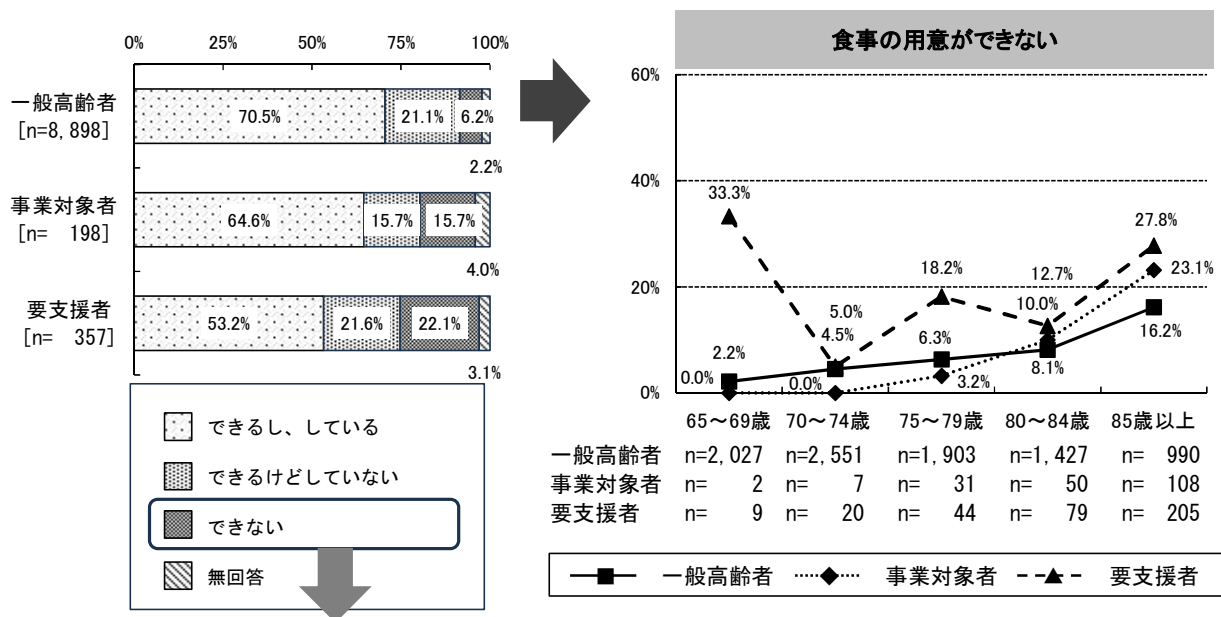 0% 25% 50% 75% 100%
一般高齢者
[n=8,898]
70.5% 21.1% 6.2%
2.2%
事業対象者
[n= 198]
64.6% 15.7% 15.7%
4.0%
要支援者
[n= 357]
53.2% 21.6% 22.1%
3.1%
できるし、している
できるけどしていない
できない
無回答
食事の用意ができない
60%
40%
20%
0%
33.3%
5.0%
18.2%
12.7%
27.8%
0.0%
0.0%
3.2%
10.0%
23.1%
2.2%
4.5%
6.3%
8.1%
16.2%
65～69歳 70～74歳 75～79歳 80～84歳 85歳以上
一般高齢者 n=2,027 n=2,551 n=1,903 n=1,427 n= 990
事業対象者 n= 2 n= 7 n= 31 n= 50 n= 108
要支援者 n= 9 n= 20 n= 44 n= 79 n= 205
一般高齢者 事業対象者 要支援者